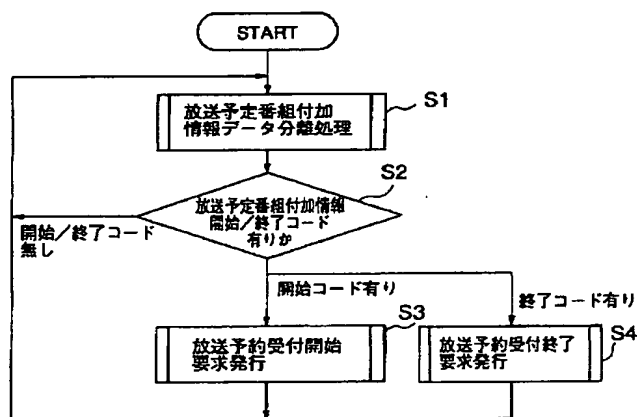 START
放送予定番組付加
情報データ分離処理
S1
S2
放送予定番組付加情報
開始／終了コード
有りか
開始／終了コード
無し
開始コード有り
終了コード有り
S3
放送予約受付開始
要求発行
S4
放送予約受付終了
要求発行